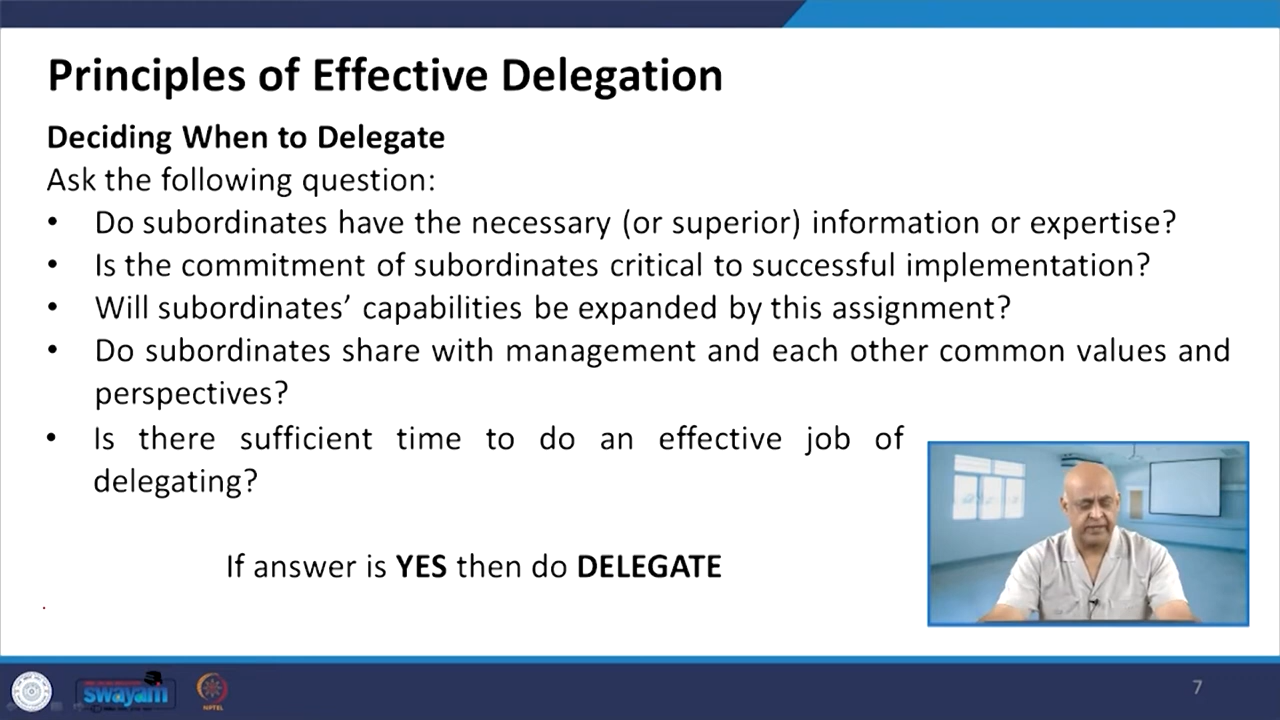 Principles of Effective Delegation
Deciding When to Delegate
Ask the following question:
• Do subordinates have the necessary (or superior) information or expertise?
• Is the commitment of subordinates critical to successful implementation?
• Will subordinates’ capabilities be expanded by this assignment?
• Do subordinates share with management and each other common values and
perspectives?
• Is there sufficient time to do an effective job of
delegating?
If answer is YES then do DELEGATE
swayam
NPTEL
7